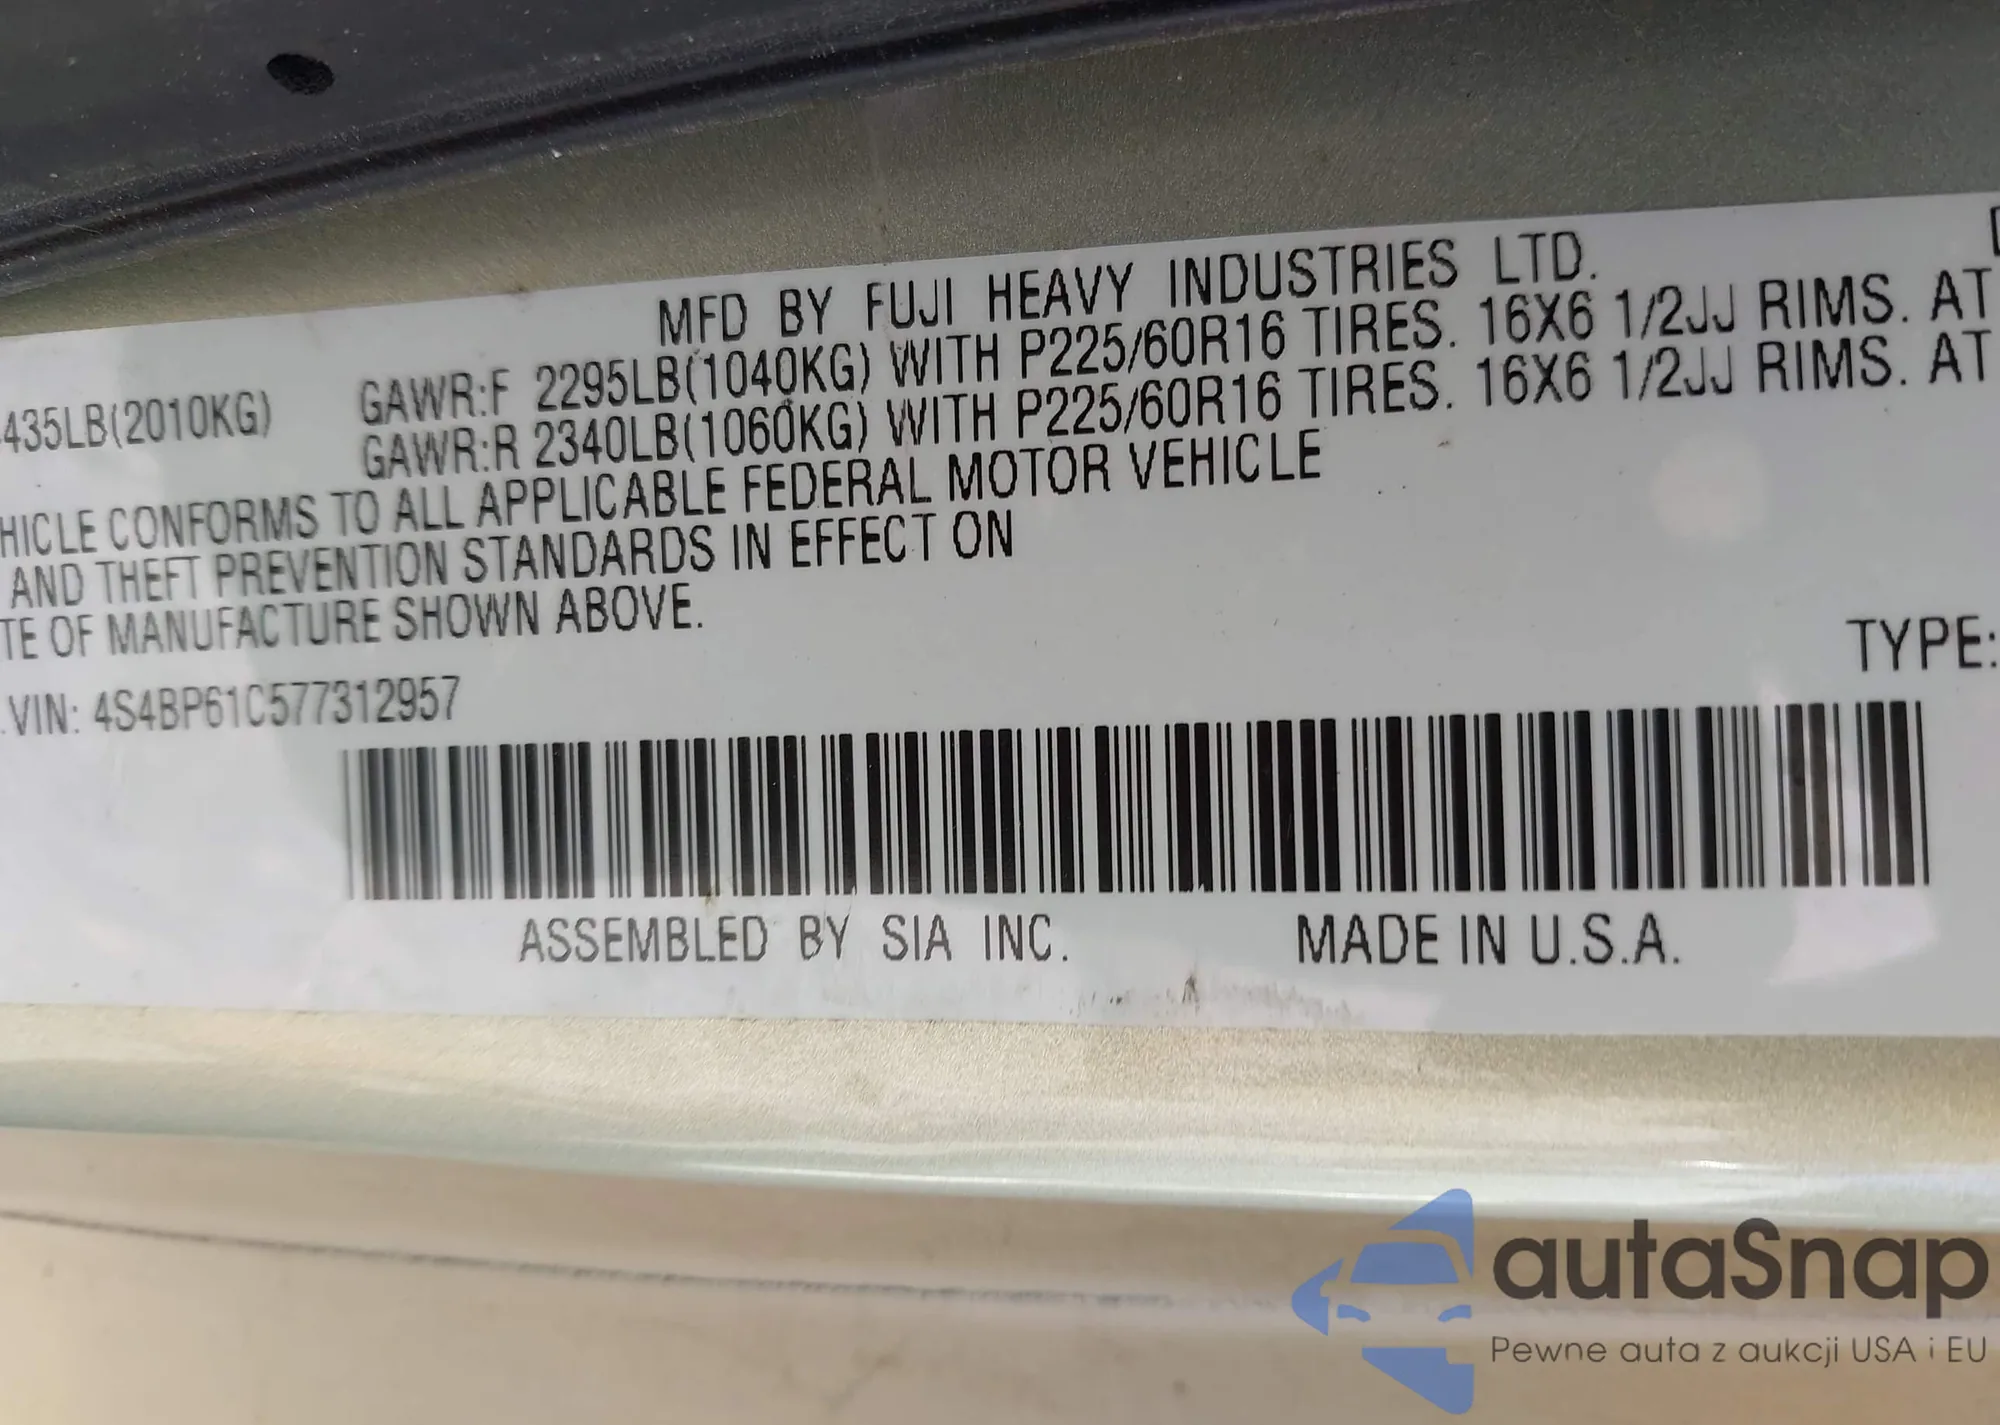 MFD BY FUJI HEAVY INDUSTRIES LTD.
435LB(2010KG) GAWR:F 2295LB(1040KG) WITH P225/60R16 TIRES. 16X6 1/2JJ RIMS. AT
GAWR:R 2340LB(1060KG) WITH P225/60R16 TIRES. 16X6 1/2JJ RIMS. AT
HICLE CONFORMS TO ALL APPLICABLE FEDERAL MOTOR VEHICLE
AND THEFT PREVENTION STANDARDS IN EFFECT ON
TE OF MANUFACTURE SHOWN ABOVE.
VIN: 4S4BP61C577312957
TYPE:
ASSEMBLED BY SIA INC. MADE IN U.S.A.
autaSnap
Pewne auta z aukcji USA i EU